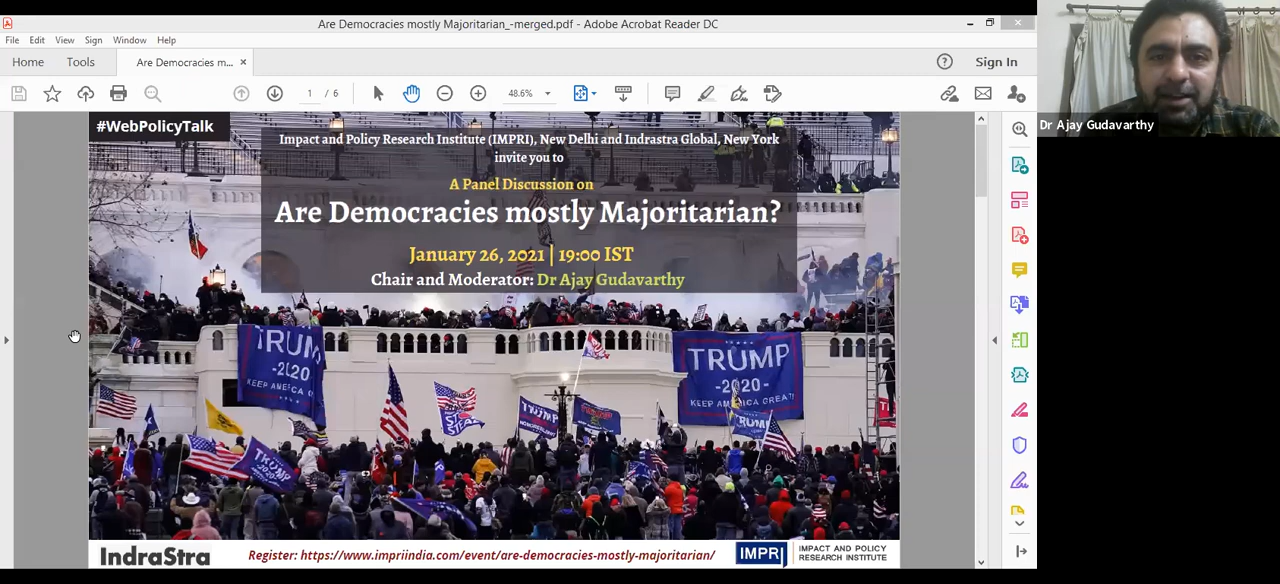 Are Democracies mostly Majoritarian_-merged.pdf - Adobe Acrobat Reader DC
File Edit View Sign Window Help
Home Tools Are Democracies m... × ? Sign In
1 / 6 48.6%
Dr Ajay Gudavarthy
#WebPolicyTalk
Impact and Policy Research Institute (IMPRI), New Delhi and Indrastra Global, New York
invite you to
A Panel Discussion on
Are Democracies mostly Majoritarian?
January 26, 2021 | 19:00 IST
Chair and Moderator: Dr Ajay Gudavarthy
TRUMP
-2020-
KEEP AMERICA GREAT
TRUMP
-2020-
KEEP AMERICA GREAT!
TRUMP
TRUMP
TRUMP
STEAL
IndraStra
Register: https://www.impriindia.com/event/are-democracies-mostly-majoritarian/
IMPRI
IMPACT AND POLICY
RESEARCH INSTITUTE